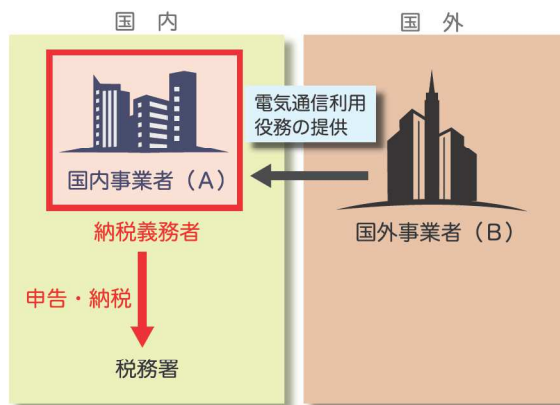 国内
国外
電気通信利用
役務の提供
国内事業者（A）
国外事業者（B）
納税義務者
申告・納税
税務署